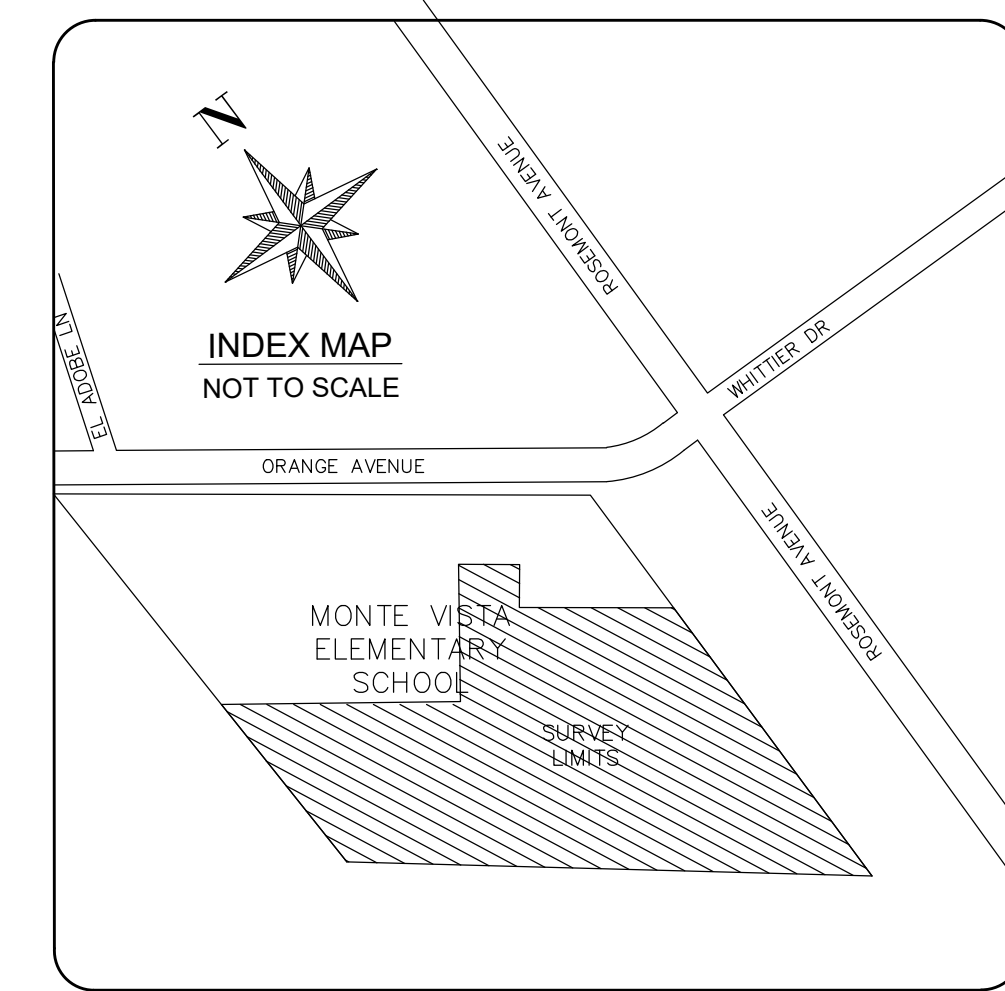 N
INDEX MAP
NOT TO SCALE
ROSEMONT AVENUE
WHITTIER DR
EL ADOBE LN
ORANGE AVENUE
ROSEMONT AVENUE
MONTE VISTA
ELEMENTARY
SCHOOL
SURVEY
LIMITS